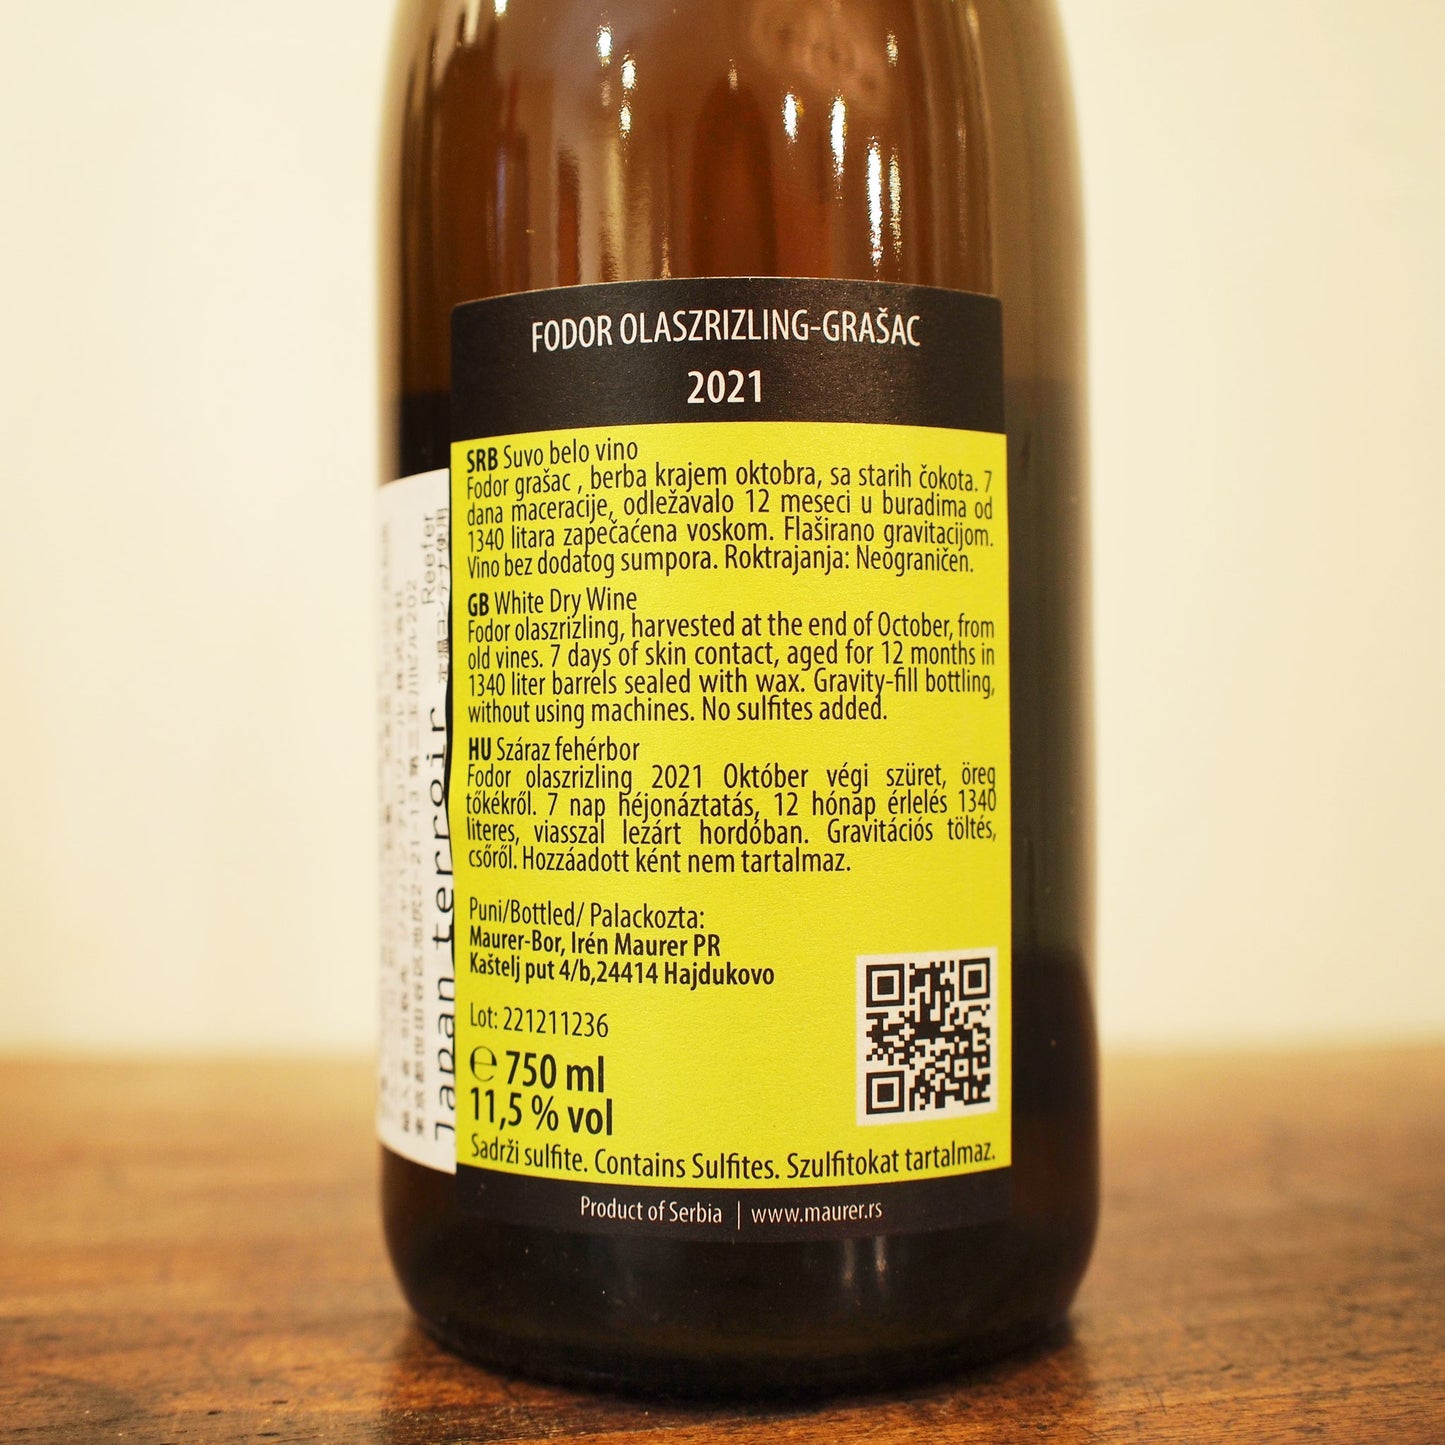 FODOR OLASZRIZLING-GRAŠAC
2021
SRB Suvo belo vino
Fodor grašac , berba krajem oktobra, sa starih čokota. 7
dana maceracije, odležavalo 12 meseci u buradima od
1340 litara zapečaćena voskom. Flaširano gravitacijom.
Vino bez dodatog sumpora. Roktrajanja: Neograničen.
GB White Dry Wine
Fodor olaszrizling, harvested at the end of October, from
old vines. 7 days of skin contact, aged for 12 months in
1340 liter barrels sealed with wax. Gravity-fill bottling,
without using machines. No sulfites added.
HU Száraz fehérbor
Fodor olaszrizling 2021 Október végi szüret, öreg
tőkékről. 7 nap héjonáztatás, 12 hónap érlelés 1340
literes, viasszal lezárt hordóban. Gravitációs töltés,
csőről. Hozzáadott ként nem tartalmaz.
Puni/Bottled/ Palackozta:
Maurer-Bor, Irén Maurer PR
Kaštelj put 4/b,24414 Hajdukovo
Lot: 221211236
℮ 750 ml
11,5 % vol
Sadrži sulfite. Contains Sulfites. Szulfitokat tartalmaz.
Product of Serbia | www.maurer.rs
Japan terroir
Reefer